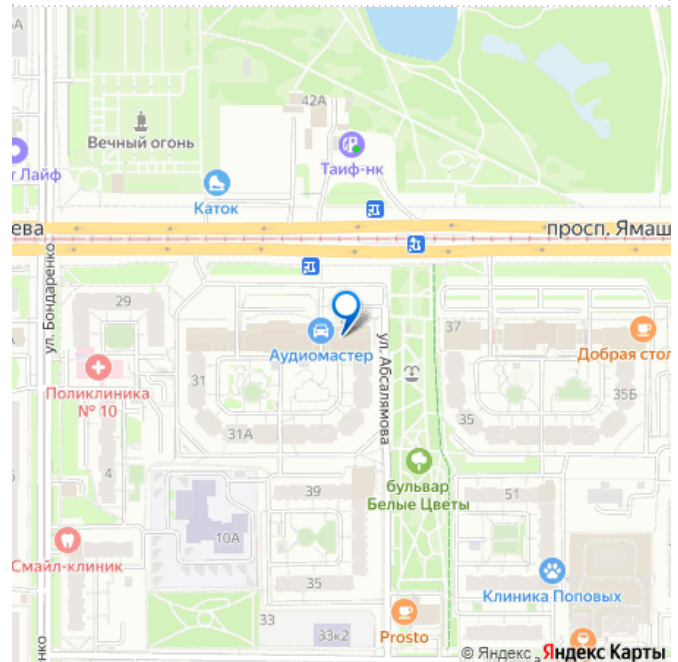 42А
Вечный огонь
Таиф-нк
т Лайф
Каток
ева
просп. Ямаш
ул. Бондаренко
29
37
Аудиомастер
ул. Абсалямова
Добрая стол
Поликлиника
№ 10
31
35Б
35
31А
4
бульвар
Белые Цветы
39
51
10А
Смайл-клиник
35
Клиника Поповых
33
33к2
Prosto
нко
© Яндекс
Яндекс Карты